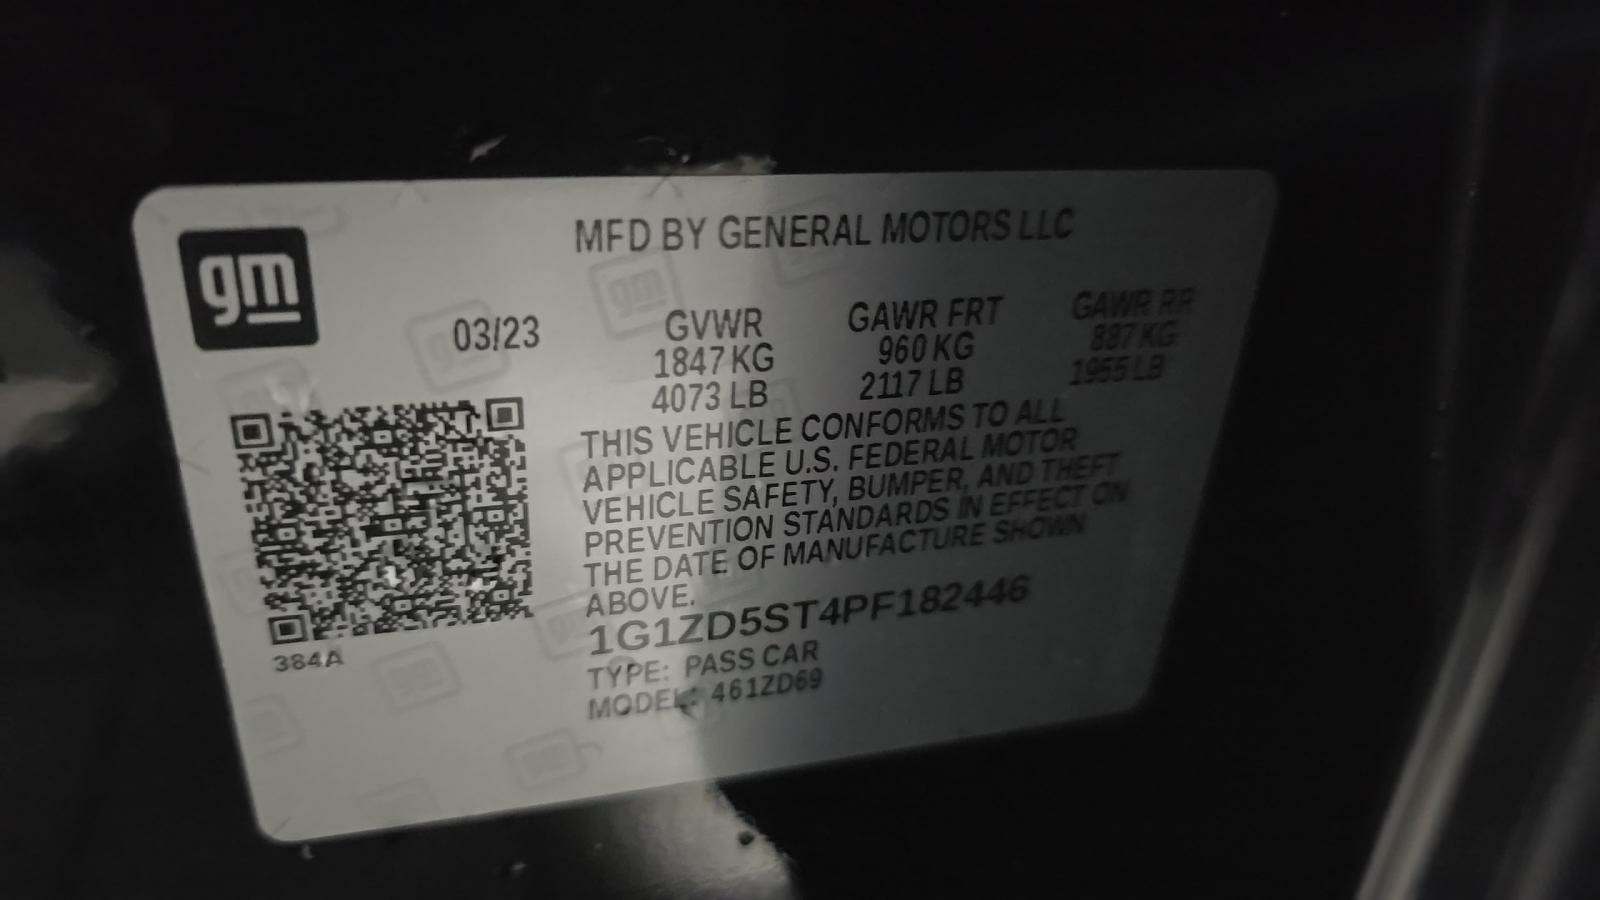 gm
MFD BY GENERAL MOTORS LLC
03/23
GVWR GAWR FRT GAWR RR
1847 KG 960 KG 887 KG
4073 LB 2117 LB 1955 LB
THIS VEHICLE CONFORMS TO ALL
APPLICABLE U.S. FEDERAL MOTOR
VEHICLE SAFETY, BUMPER, AND THEFT
PREVENTION STANDARDS IN EFFECT ON
THE DATE OF MANUFACTURE SHOWN
ABOVE.
1G1ZD5ST4PF182446
TYPE: PASS CAR
MODEL: 461ZD69
384A